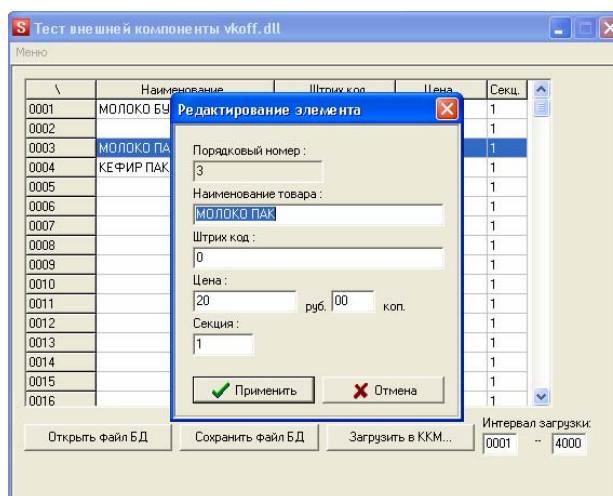 S Тест внешней компоненты vkoff.dll
Меню
\ Наименование Штрих код Цена Секц.
0001 МОЛОКО БУ 1
0002 1
0003 МОЛОКО ПА 1
0004 КЕФИР ПАК 1
0005 1
0006 1
0007 1
0008 1
0009 1
0010 1
0011 1
0012 1
0013 1
0014 1
0015 1
0016 1
Редактирование элемента
Порядковый номер :
3
Наименование товара :
МОЛОКО ПАК
Штрих код :
0
Цена :
20 руб. 00 коп.
Секция :
1
Применить Отмена
Открыть файл БД Сохранить файл БД Загрузить в ККМ...
Интервал загрузки:
0001 -- 4000